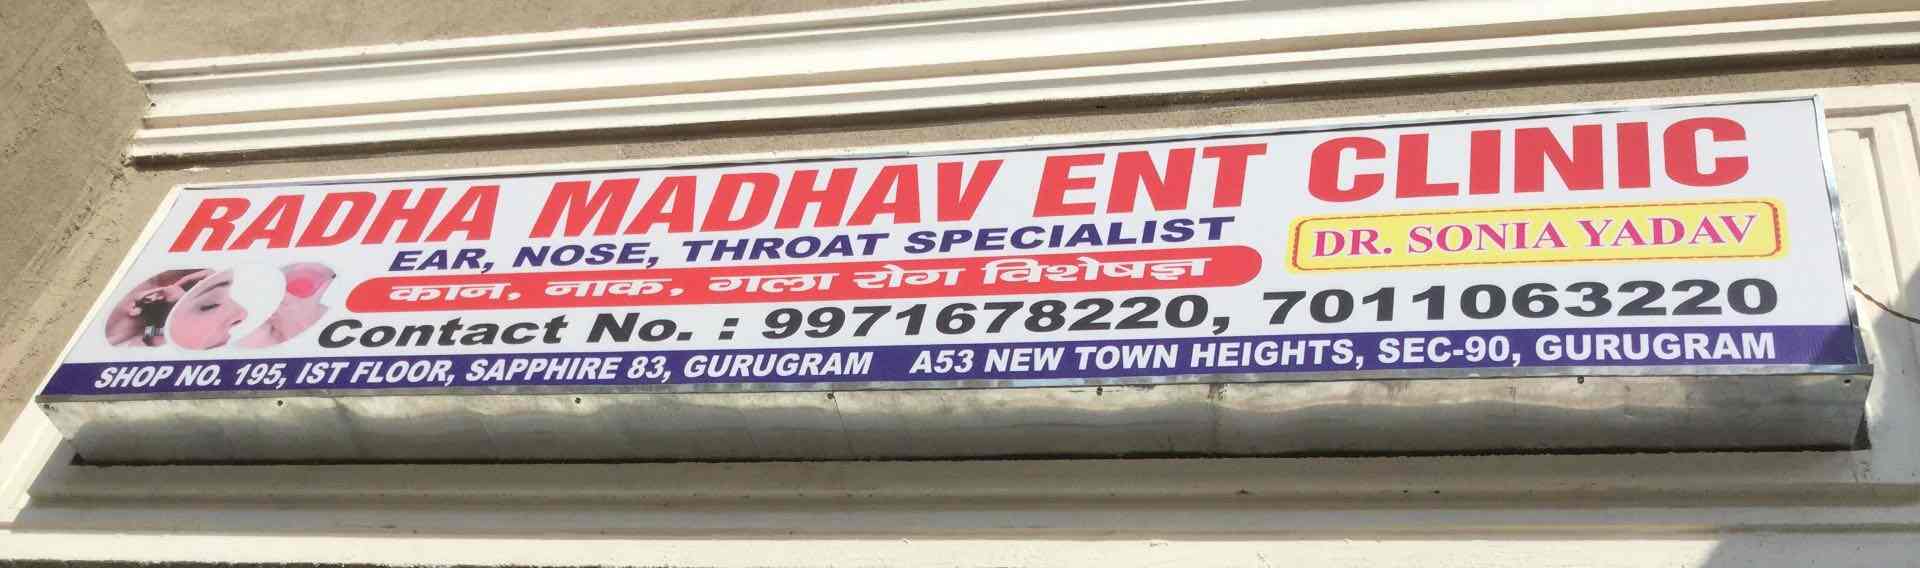 RADHA MADHAV ENT CLINIC
EAR, NOSE, THROAT SPECIALIST
DR. SONIA YADAV
कान, नाक, गला रोग विशेषज्ञ
Contact No. : 9971678220, 7011063220
SHOP NO. 195, IST FLOOR, SAPPHIRE 83, GURUGRAM A53 NEW TOWN HEIGHTS, SEC-90, GURUGRAM